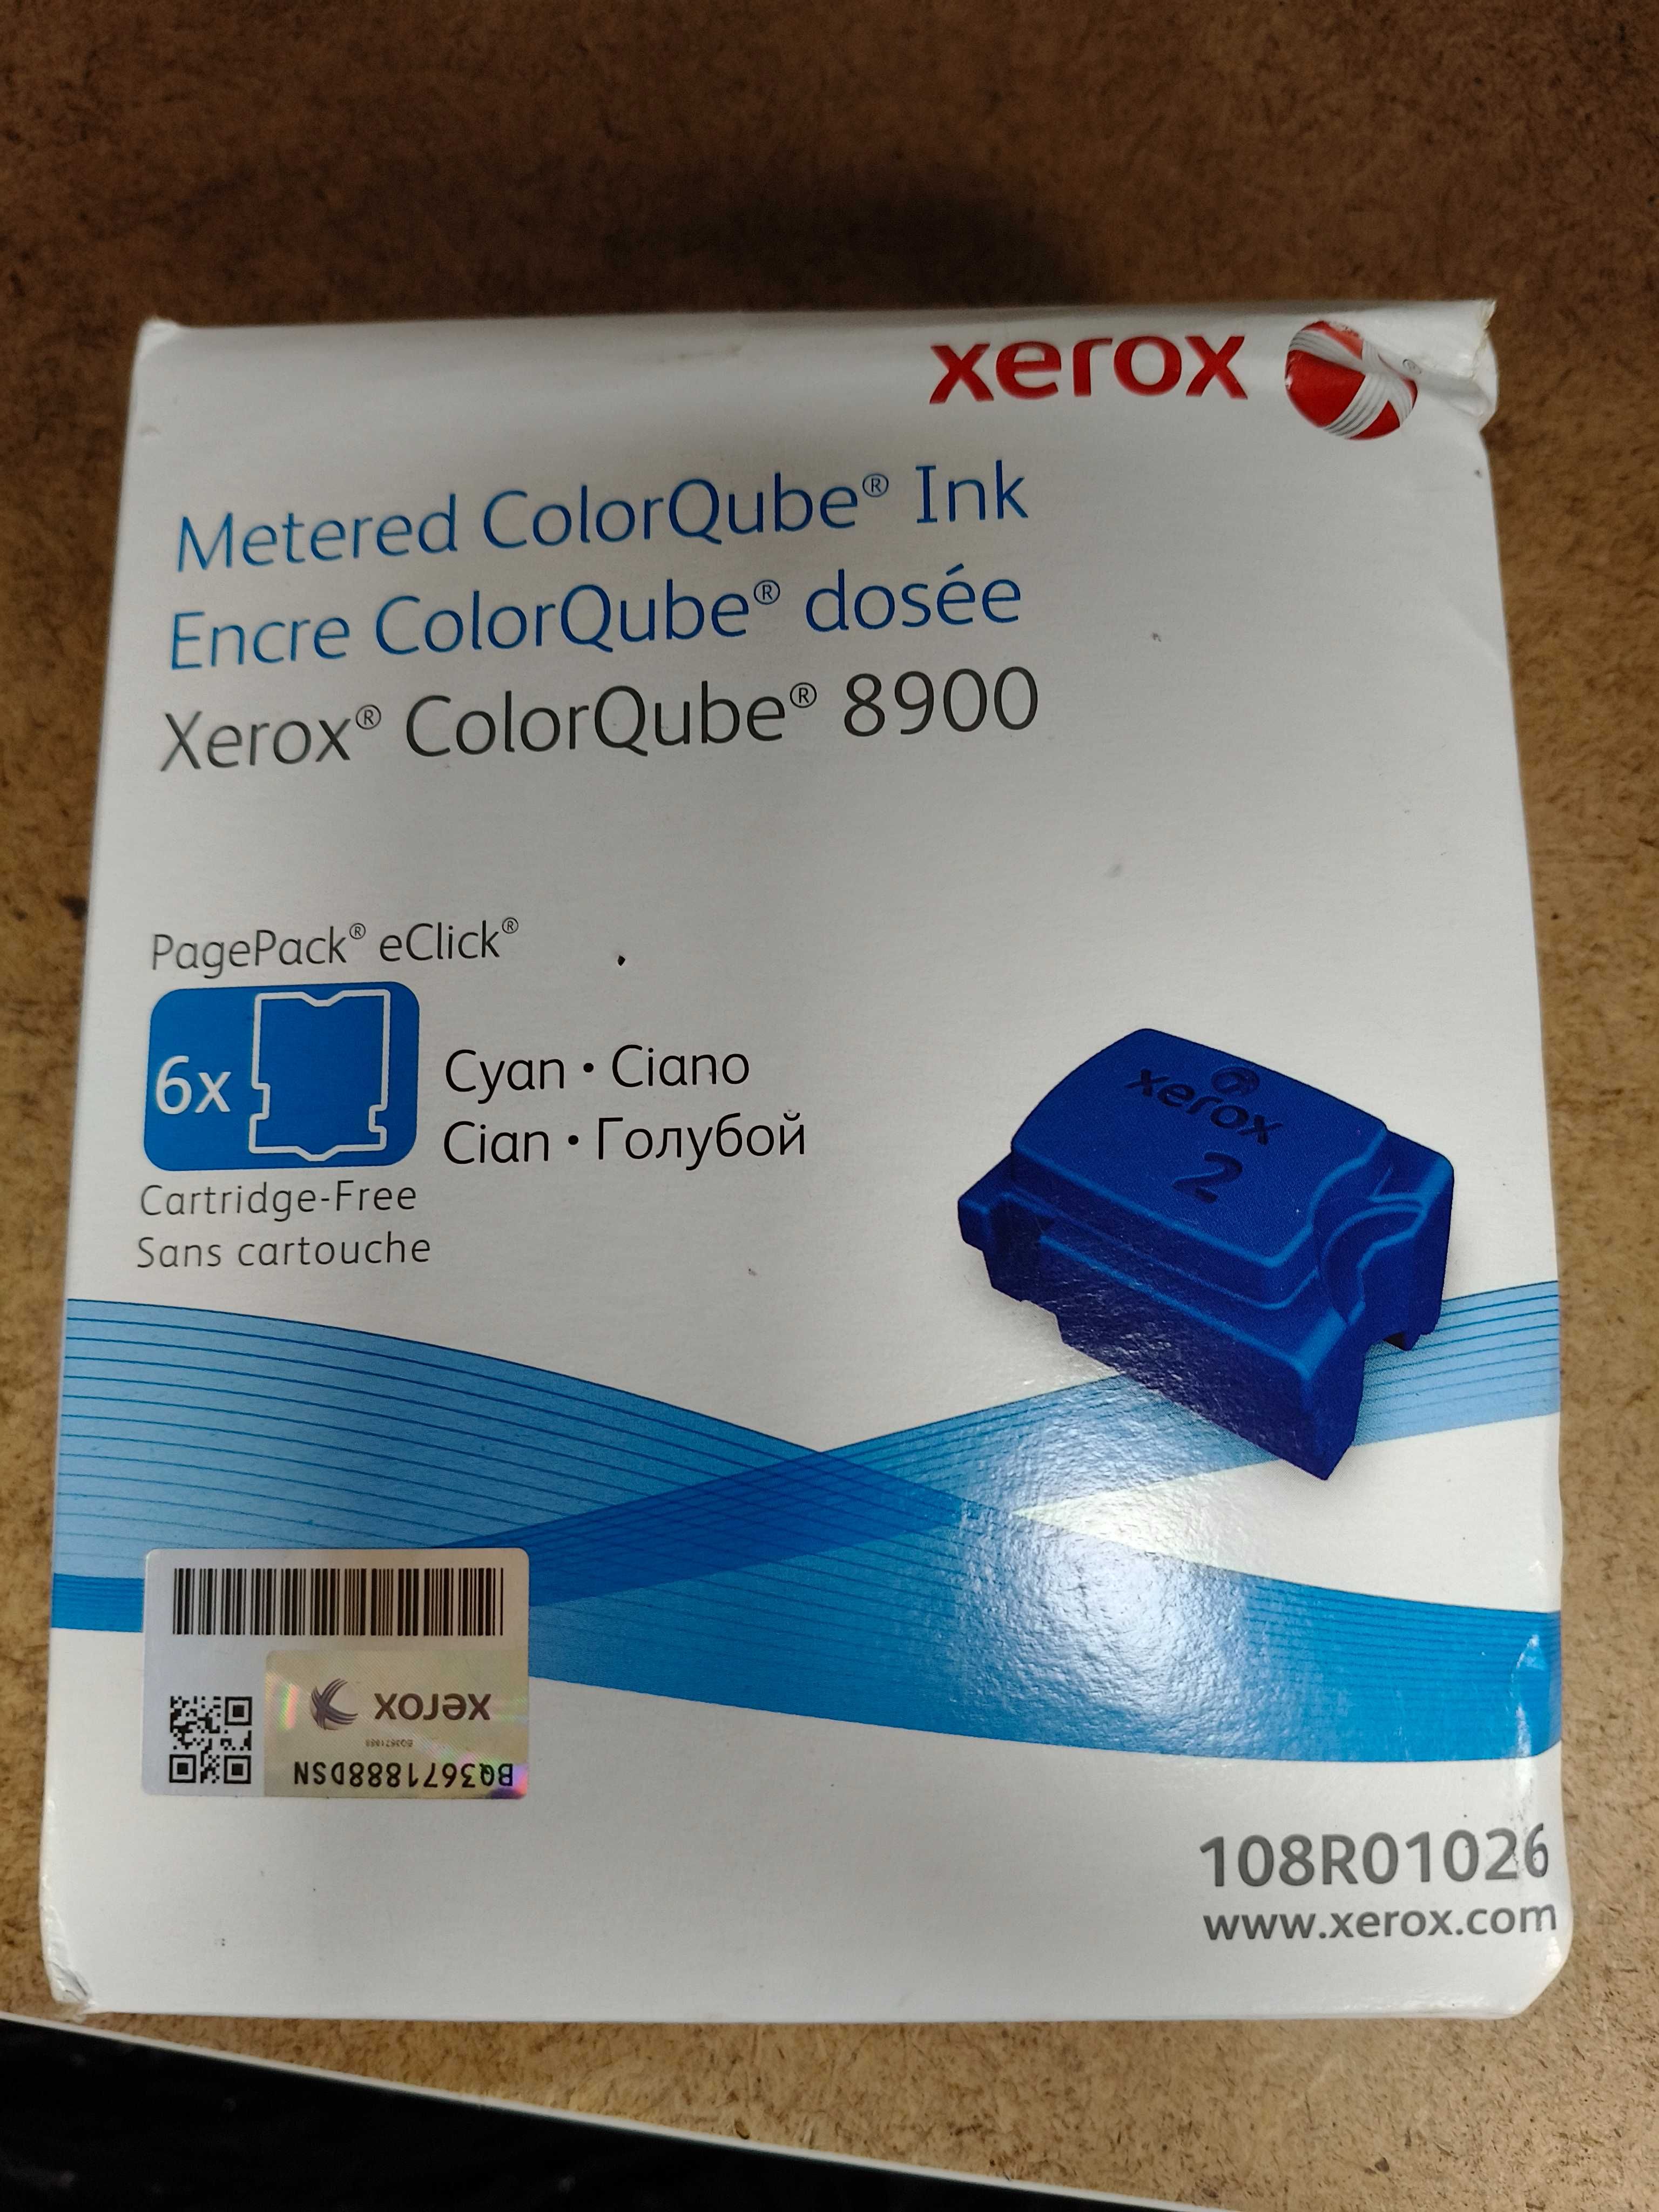 xerox
Metered ColorQube® Ink
Encre ColorQube® dosée
Xerox® ColorQube® 8900
PagePack® eClick®
6x
Cyan • Ciano
Cian • Голубой
Cartridge-Free
Sans cartouche
xerox
2
xerox
BQ3671888
BQ3671888DSN
108R01026
www.xerox.com